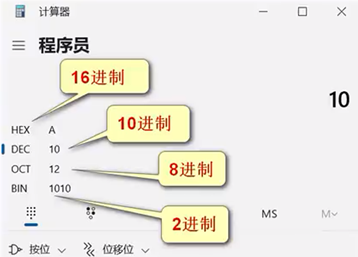 计算器
程序员
16进制
10
10进制
HEX A
DEC 10
8进制
OCT 12
BIN 1010
2进制
MS
M
按位
位移位